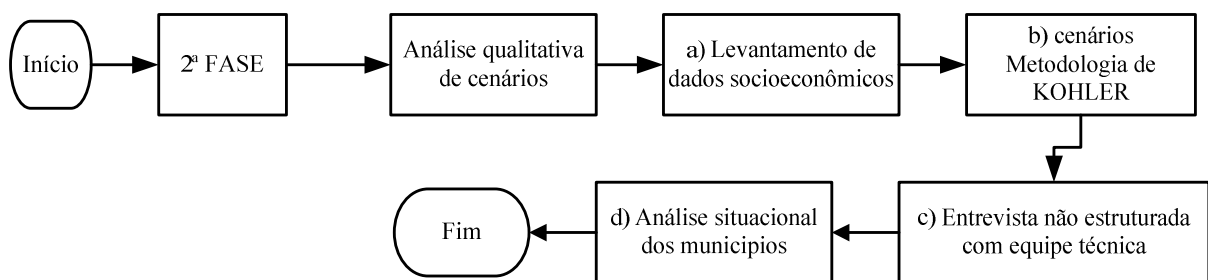 Início
2ª FASE
Análise qualitativa
de cenários
a) Levantamento de
dados socioeconômicos
b) cenários
Metodologia de
KOHLER
c) Entrevista não estruturada
com equipe técnica
d) Análise situacional
dos municipios
Fim